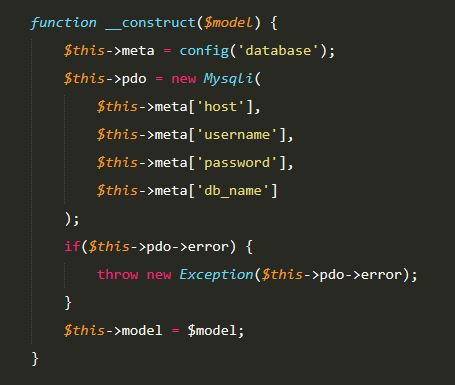 function __construct($model) {
    $this->meta = config('database');
    $this->pdo = new Mysqli(
        $this->meta['host'],
        $this->meta['username'],
        $this->meta['password'],
        $this->meta['db_name']
    );
    if($this->pdo->error) {
        throw new Exception($this->pdo->error);
    }
    $this->model = $model;
}